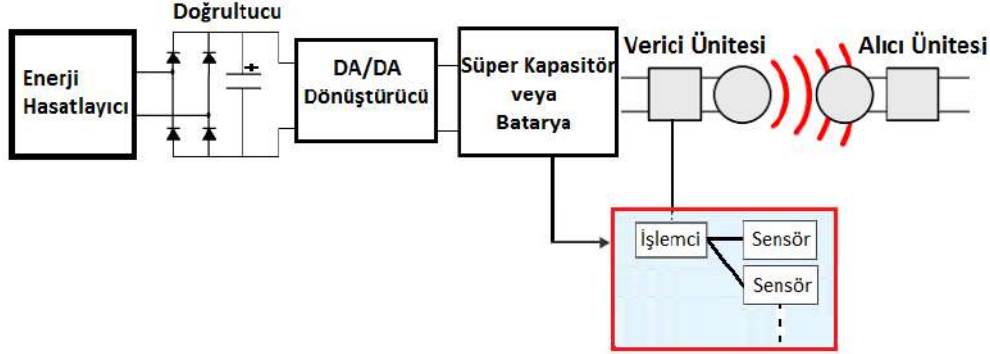 Doğrultucu
Enerji
Hasatlayıcı
+
DA/DA
Dönüştürücü
Süper Kapasitör
veya
Batarya
Verici Ünitesi
Alıcı Ünitesi
İşlemci
Sensör
Sensör